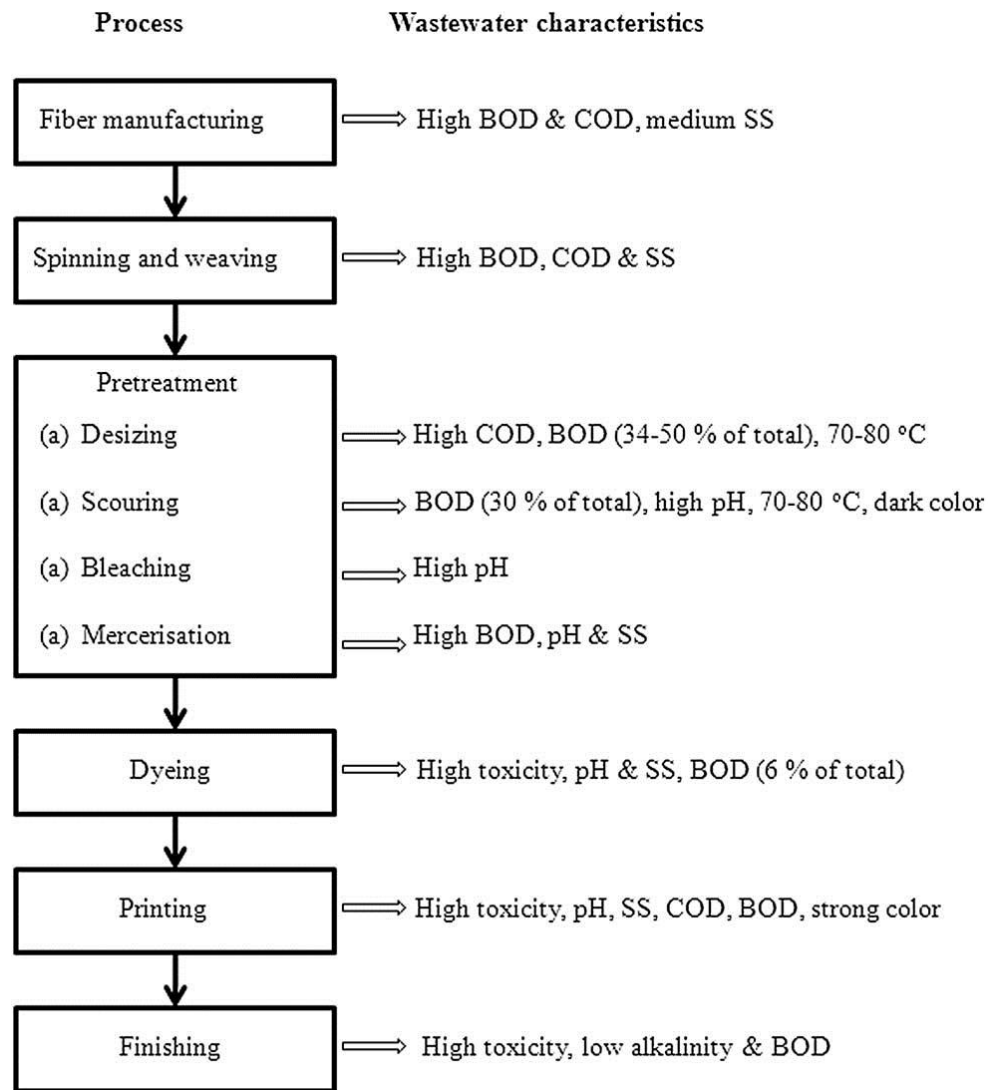 Process Wastewater characteristics
Fiber manufacturing High BOD & COD, medium SS
Spinning and weaving High BOD, COD & SS
Pretreatment
(a) Desizing High COD, BOD (34-50 % of total), 70-80 °C
(a) Scouring BOD (30 % of total), high pH, 70-80 °C, dark color
(a) Bleaching High pH
(a) Mercerisation High BOD, pH & SS
Dyeing High toxicity, pH & SS, BOD (6 % of total)
Printing High toxicity, pH, SS, COD, BOD, strong color
Finishing High toxicity, low alkalinity & BOD